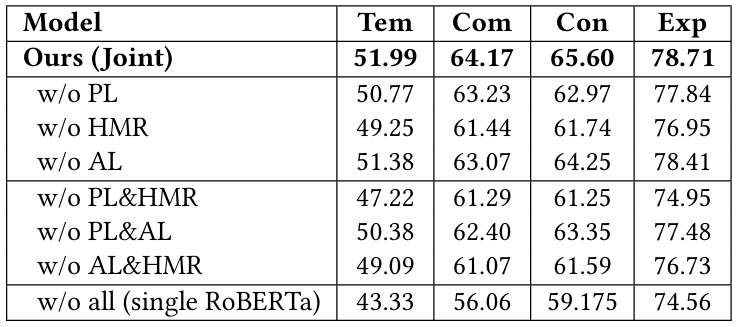 Model Tem Com Con Exp
Ours (Joint) 51.99 64.17 65.60 78.71
w/o PL 50.77 63.23 62.97 77.84
w/o HMR 49.25 61.44 61.74 76.95
w/o AL 51.38 63.07 64.25 78.41
w/o PL&HMR 47.22 61.29 61.25 74.95
w/o PL&AL 50.38 62.40 63.35 77.48
w/o AL&HMR 49.09 61.07 61.59 76.73
w/o all (single RoBERTa) 43.33 56.06 59.175 74.56